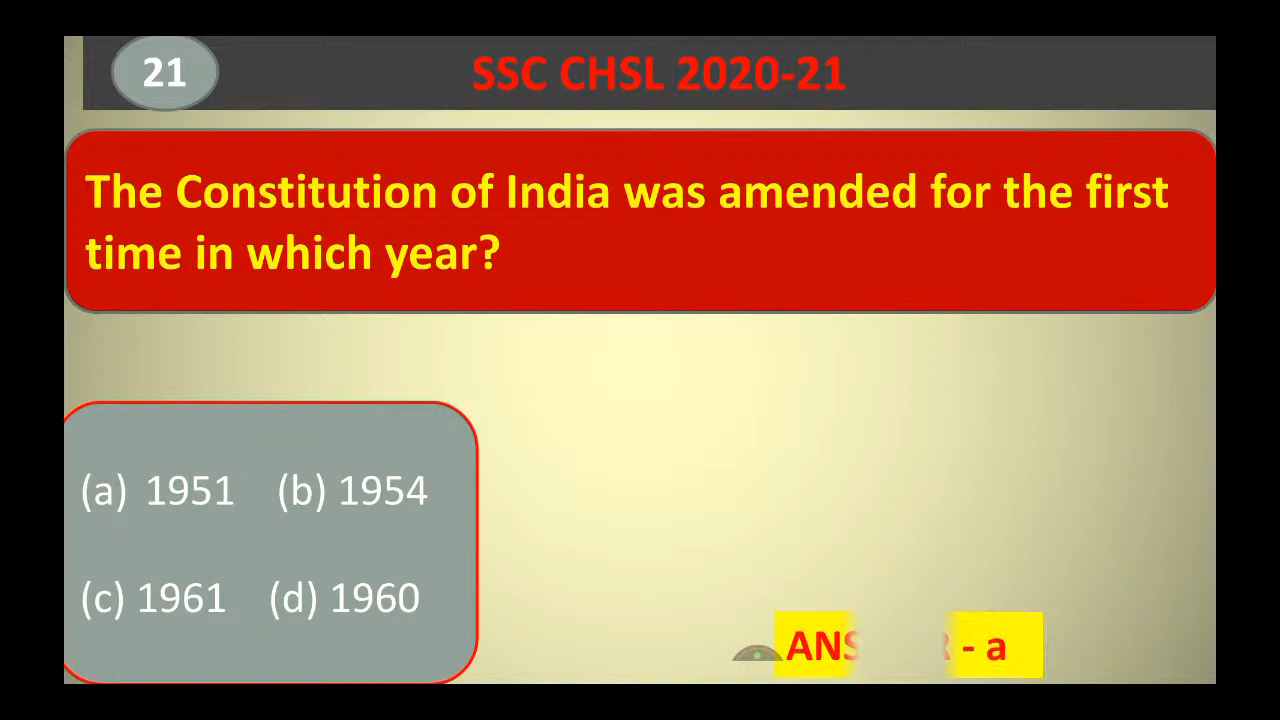 21
SSC CHSL 2020-21
The Constitution of India was amended for the first
time in which year?
(a) 1951 (b) 1954
(c) 1961 (d) 1960
- a